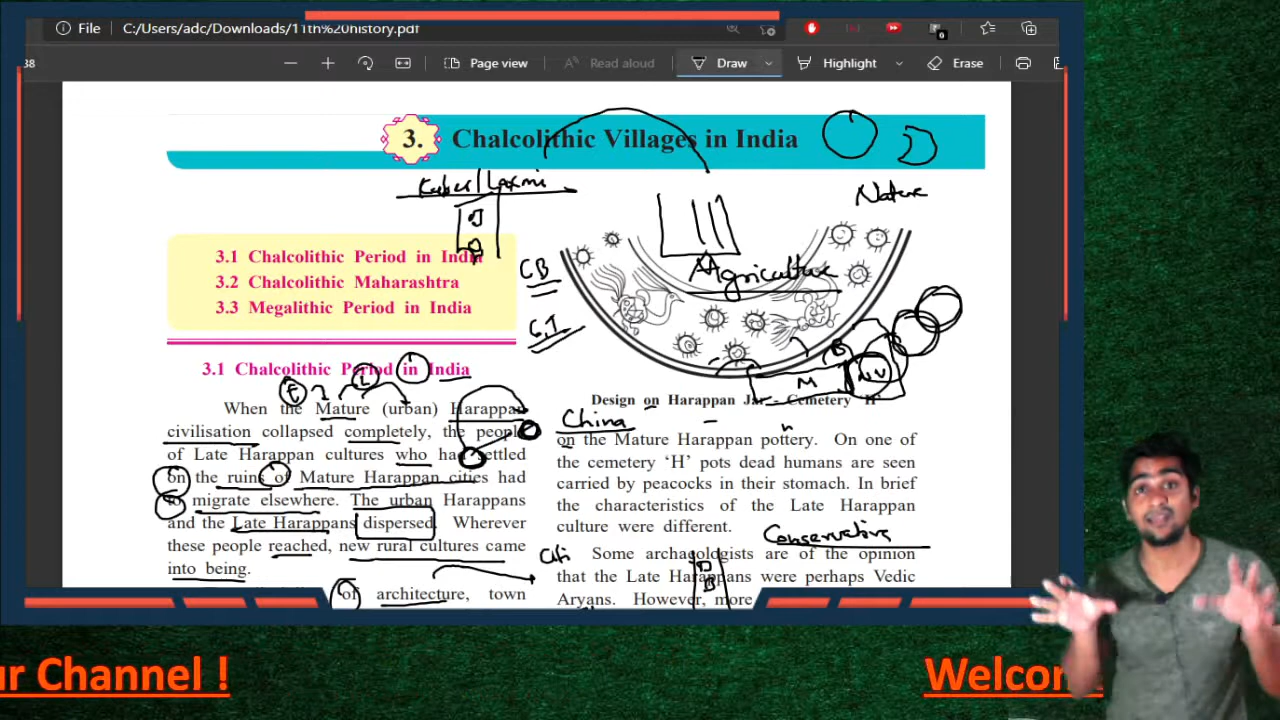 File C:/Users/adc/Downloads/11th%20history.pdf
38
Page view
Read aloud
Draw
Highlight
Erase
3. Chalcolithic Villages in India
Kuber/Laxmi
Nature
3.1 Chalcolithic Period in India
3.2 Chalcolithic Maharashtra
3.3 Megalithic Period in India
CB
Agriculture
3.1 Chalcolithic Period in India
E
L
B
M
When the Mature (urban) Harappan
civilisation collapsed completely, the people
of Late Harappan cultures who had settled
on the ruins of Mature Harappan cities had
to migrate elsewhere. The urban Harappans
and the Late Harappans dispersed. Wherever
these people reached, new rural cultures came
into being.
of architecture, town
Design on Harappan Jar - Cemetery 'H'
China
on the Mature Harappan pottery. On one of
the cemetery 'H' pots dead humans are seen
carried by peacocks in their stomach. In brief
the characteristics of the Late Harappan
culture were different.
Conservative
Some archaeologists are of the opinion
that the Late Harappans were perhaps Vedic
Aryans. However, more
ur Channel !
Welcom